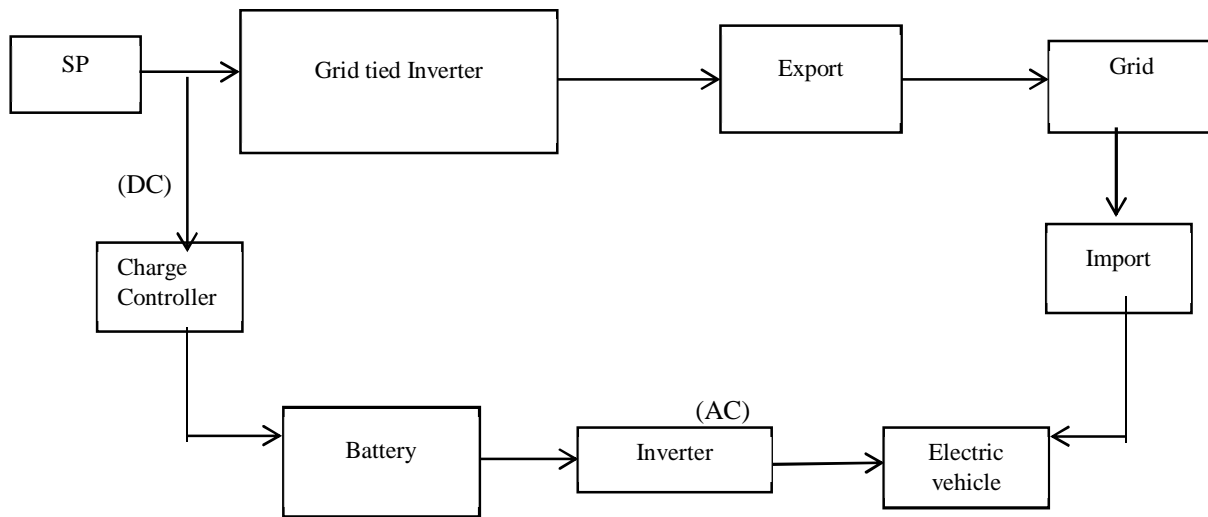 SP
Grid tied Inverter
Export
Grid
(DC)
Charge
Controller
Import
Battery
Inverter
(AC)
Electric
vehicle